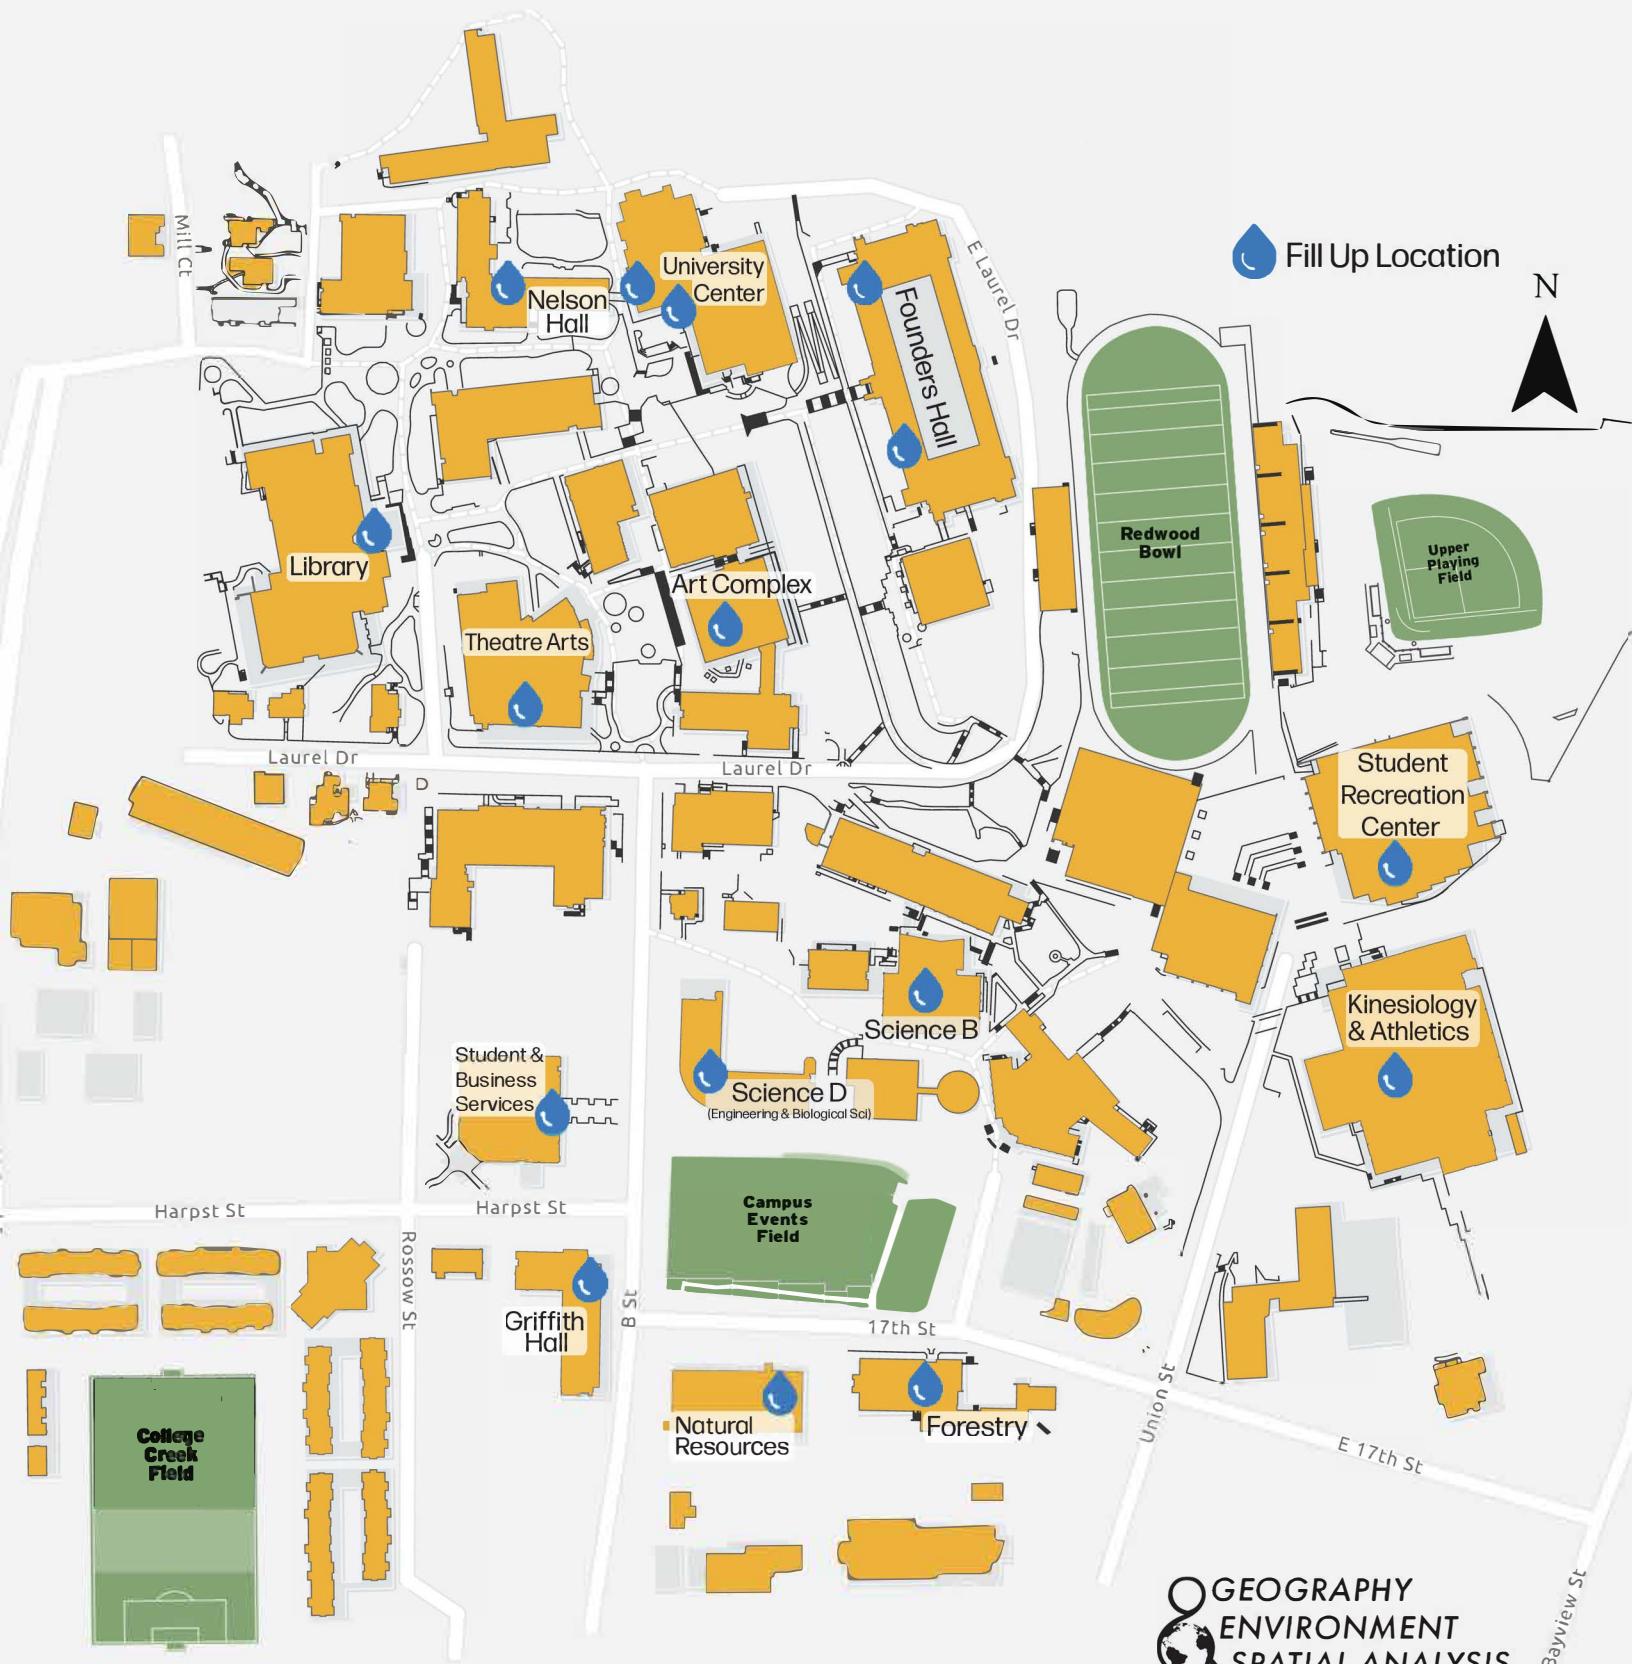 Mill Ct
E Laurel Dr
Fill Up Location
N
University
Center
Nelson
Hall
Founders Hall
Redwood
Bowl
Upper
Playing
Field
Library
Art Complex
Theatre Arts
Laurel Dr
Laurel Dr
D
Student
Recreation
Center
Kinesiology
& Athletics
Science B
Student &
Business
Services
Science D
(Engineering & Biological Sci)
Campus
Events
Field
Harpst St
Harpst St
Rossow St
B St
Griffith
Hall
17th St
Union St
E 17th St
Natural
Resources
Forestry
College
Creek
Field
Bayview St
GEOGRAPHY
ENVIRONMENT
SPATIAL ANALYSIS